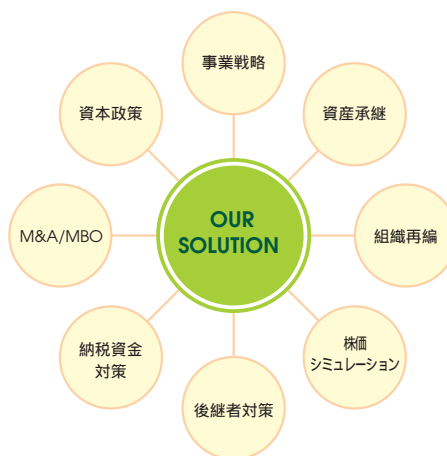 事業戦略
資本政策
資産承継
M&A/MBO
OUR
SOLUTION
組織再編
納税資金
対策
株価
シミュレーション
後継者対策